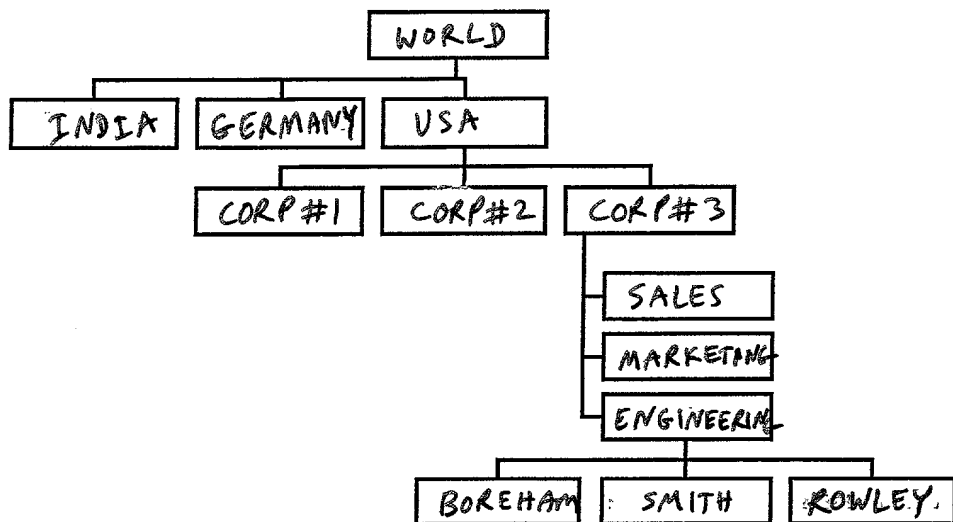 WORLD
INDIA GERMANY USA
CORP#1 CORP#2 CORP#3
SALES
MARKETING
ENGINEERING
BOREHAM SMITH ROWLEY